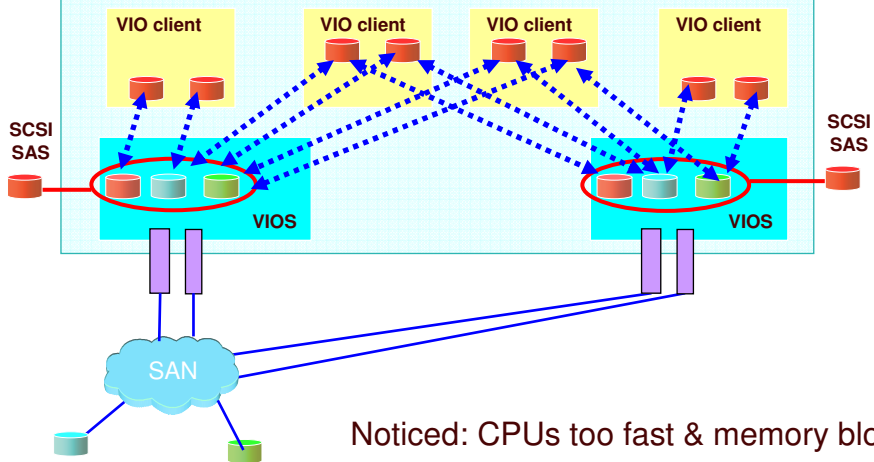 VIO client
VIO client
VIO client
VIO client
SCSI
SAS
SCSI
SAS
VIOS
VIOS
SAN
Noticed: CPUs too fast & memory